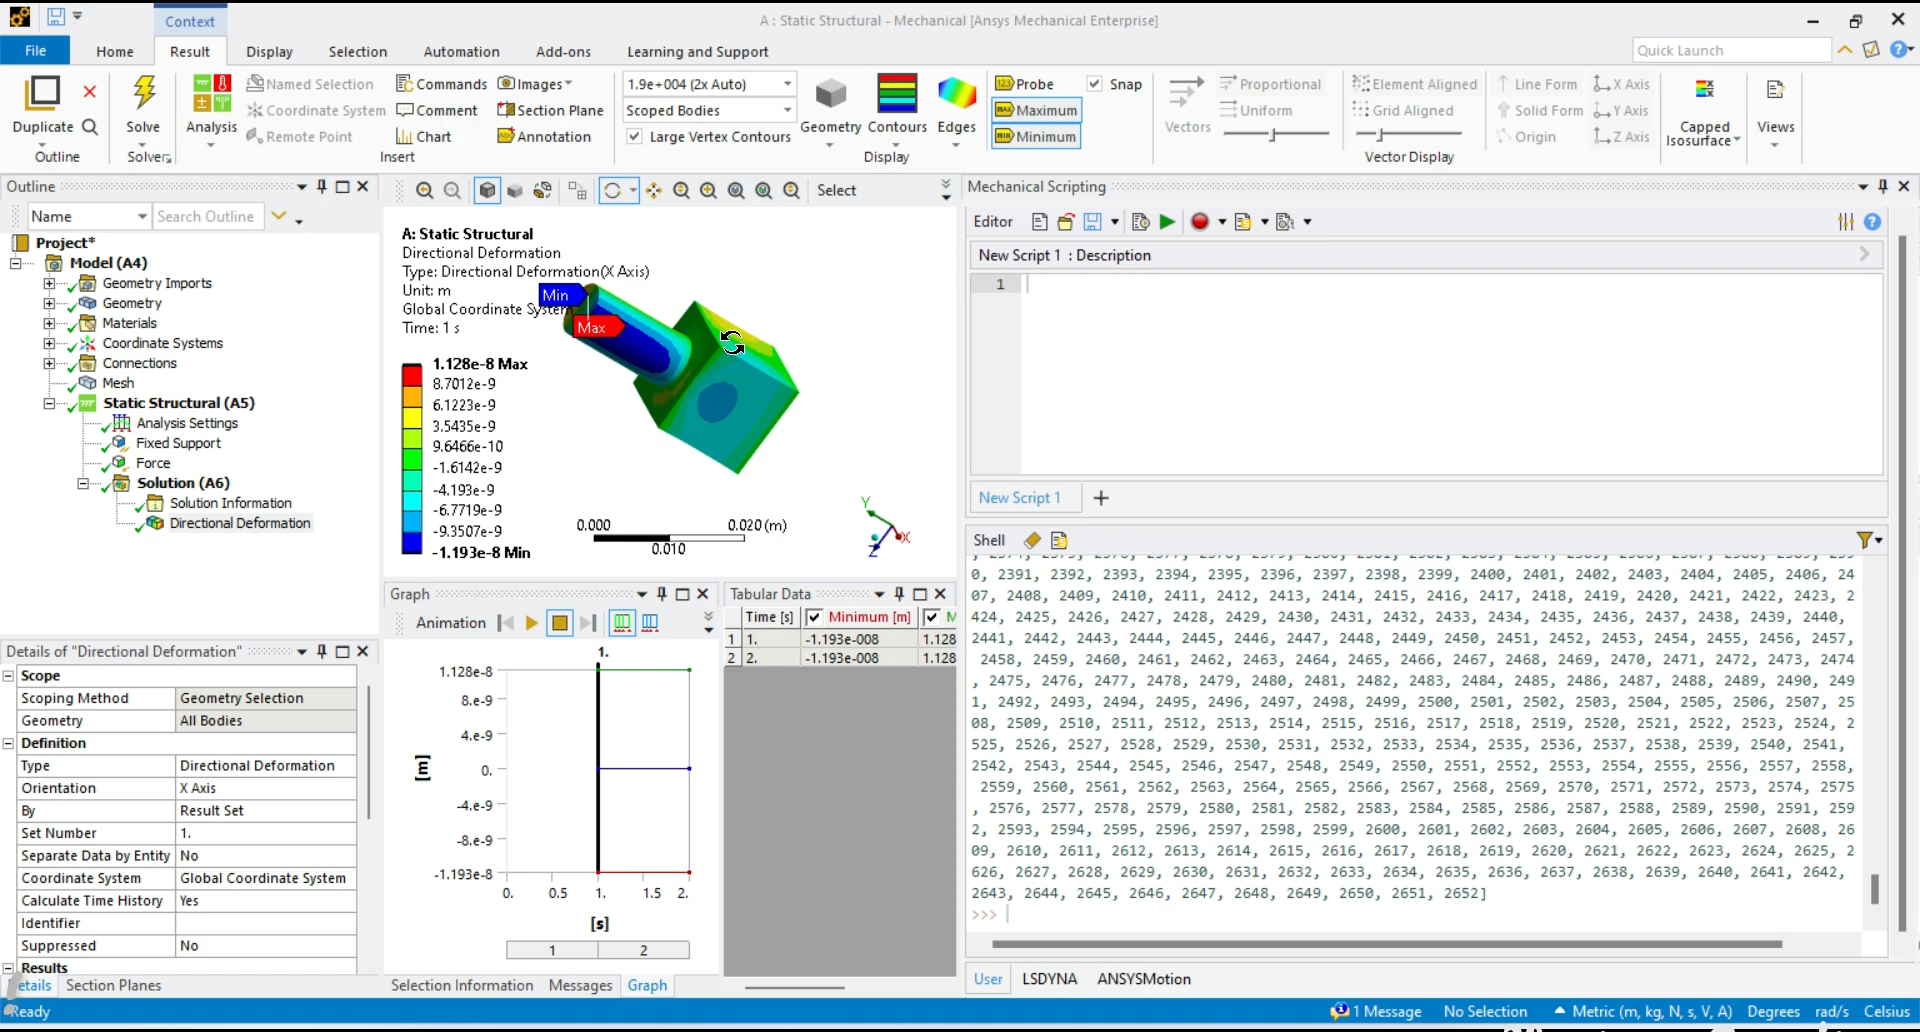 Context
A : Static Structural - Mechanical [Ansys Mechanical Enterprise]
File Home Result Display Selection Automation Add-ons Learning and Support
Quick Launch
Duplicate
Outline
Solve
Solver
Analysis
Named Selection
Coordinate System
Remote Point
Commands
Comment
Chart
Images
Section Plane
Annotation
Insert
1.9e+004 (2x Auto)
Scoped Bodies
Large Vertex Contours
Geometry
Contours
Edges
Display
Probe
Maximum
Minimum
Snap
Vectors
Proportional
Uniform
Element Aligned
Grid Aligned
Line Form
Solid Form
Origin
X Axis
Y Axis
Z Axis
Vector Display
Capped
Isosurface
Views
Outline
Name
Search Outline
Project*
Model (A4)
Geometry Imports
Geometry
Materials
Coordinate Systems
Connections
Mesh
Static Structural (A5)
Analysis Settings
Fixed Support
Force
Solution (A6)
Solution Information
Directional Deformation
Details of "Directional Deformation"
Scope
Scoping Method Geometry Selection
Geometry All Bodies
Definition
Type Directional Deformation
Orientation X Axis
By Result Set
Set Number 1.
Separate Data by Entity No
Coordinate System Global Coordinate System
Calculate Time History Yes
Identifier
Suppressed No
Results
etails Section Planes
Select
A: Static Structural
Directional Deformation
Type: Directional Deformation(X Axis)
Unit: m
Global Coordinate System
Time: 1 s
Min
Max
1.128e-8 Max
8.7012e-9
6.1223e-9
3.5435e-9
9.6466e-10
-1.6142e-9
-4.193e-9
-6.7719e-9
-9.3507e-9
-1.193e-8 Min
0.000 0.020 (m)
0.010
Y
X
Z
Graph
Animation
1.
1.128e-8
8.e-9
4.e-9
0.
-4.e-9
-8.e-9
-1.193e-8
[m]
0. 0.5 1. 1.5 2.
[s]
1 2
Tabular Data
Time [s] Minimum [m] M
1 1. -1.193e-008 1.128
2 2. -1.193e-008 1.128
Selection Information Messages Graph
Mechanical Scripting
Editor
New Script 1 : Description
1
New Script 1 +
Shell
0, 2391, 2392, 2393, 2394, 2395, 2396, 2397, 2398, 2399, 2400, 2401, 2402, 2403, 2404, 2405, 2406, 24
07, 2408, 2409, 2410, 2411, 2412, 2413, 2414, 2415, 2416, 2417, 2418, 2419, 2420, 2421, 2422, 2423, 2
424, 2425, 2426, 2427, 2428, 2429, 2430, 2431, 2432, 2433, 2434, 2435, 2436, 2437, 2438, 2439, 2440,
2441, 2442, 2443, 2444, 2445, 2446, 2447, 2448, 2449, 2450, 2451, 2452, 2453, 2454, 2455, 2456, 2457,
2458, 2459, 2460, 2461, 2462, 2463, 2464, 2465, 2466, 2467, 2468, 2469, 2470, 2471, 2472, 2473, 2474
, 2475, 2476, 2477, 2478, 2479, 2480, 2481, 2482, 2483, 2484, 2485, 2486, 2487, 2488, 2489, 2490, 249
1, 2492, 2493, 2494, 2495, 2496, 2497, 2498, 2499, 2500, 2501, 2502, 2503, 2504, 2505, 2506, 2507, 25
08, 2509, 2510, 2511, 2512, 2513, 2514, 2515, 2516, 2517, 2518, 2519, 2520, 2521, 2522, 2523, 2524, 2
525, 2526, 2527, 2528, 2529, 2530, 2531, 2532, 2533, 2534, 2535, 2536, 2537, 2538, 2539, 2540, 2541,
2542, 2543, 2544, 2545, 2546, 2547, 2548, 2549, 2550, 2551, 2552, 2553, 2554, 2555, 2556, 2557, 2558,
2559, 2560, 2561, 2562, 2563, 2564, 2565, 2566, 2567, 2568, 2569, 2570, 2571, 2572, 2573, 2574, 2575
, 2576, 2577, 2578, 2579, 2580, 2581, 2582, 2583, 2584, 2585, 2586, 2587, 2588, 2589, 2590, 2591, 259
2, 2593, 2594, 2595, 2596, 2597, 2598, 2599, 2600, 2601, 2602, 2603, 2604, 2605, 2606, 2607, 2608, 26
09, 2610, 2611, 2612, 2613, 2614, 2615, 2616, 2617, 2618, 2619, 2620, 2621, 2622, 2623, 2624, 2625, 2
626, 2627, 2628, 2629, 2630, 2631, 2632, 2633, 2634, 2635, 2636, 2637, 2638, 2639, 2640, 2641, 2642,
2643, 2644, 2645, 2646, 2647, 2648, 2649, 2650, 2651, 2652]
>>>
User LSDYNA ANSYSMotion
Ready
1 Message No Selection Metric (m, kg, N, s, V, A) Degrees rad/s Celsius